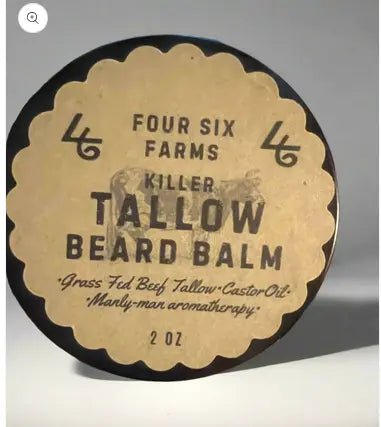 FOUR SIX
FARMS
46
46
KILLER
TALLOW
BEARD BALM
·Grass Fed Beef Tallow·Castor Oil·
·Manly-man aromatherapy·
2 OZ